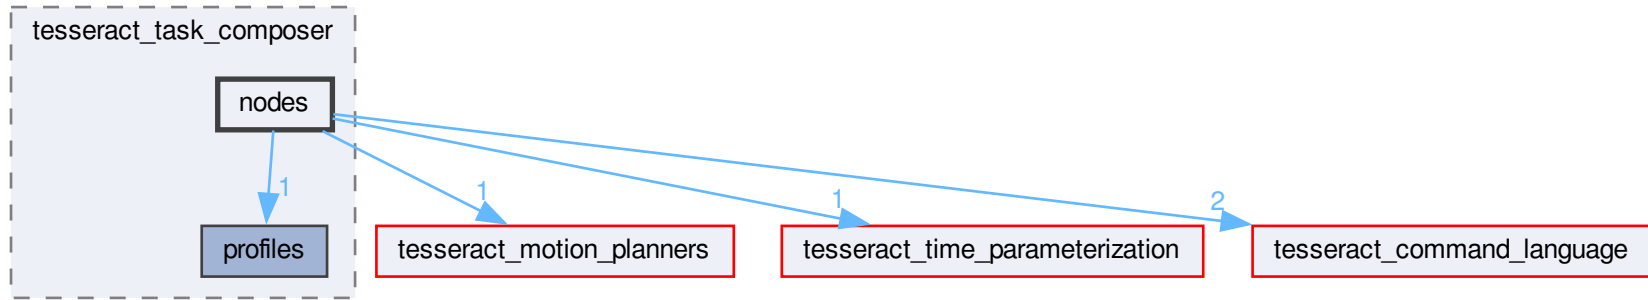 tesseract_task_composer
nodes
1
1
1
2
profiles
tesseract_motion_planners
tesseract_time_parameterization
tesseract_command_language